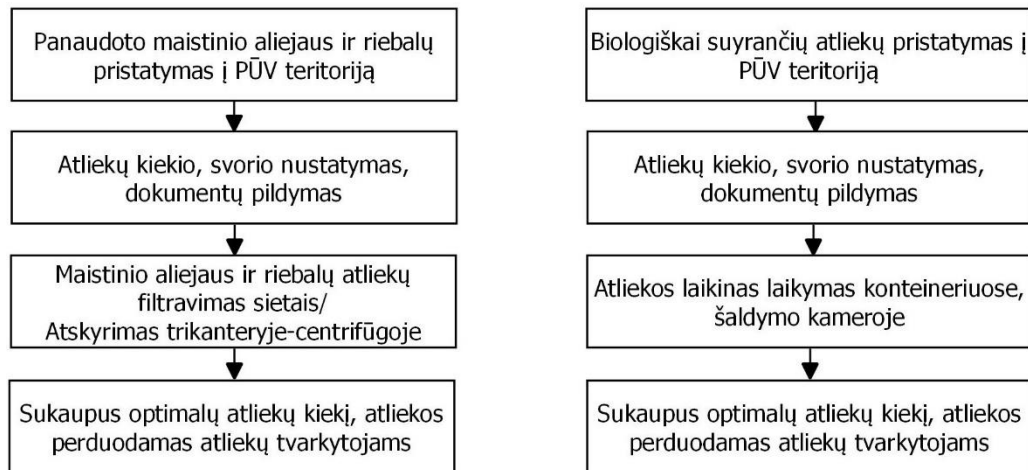 Panaudoto maistinio aliejaus ir riebalų
pristatymas į PŪV teritoriją
Atliekų kiekio, svorio nustatymas,
dokumentų pildymas
Maistinio aliejaus ir riebalų atliekų
filtravimas sietais/
Atskyrimas trikanteryje-centrifūgoje
Sukaupus optimalų atliekų kiekį, atliekos
perduodamas atliekų tvarkytojams
Biologiškai suyrančių atliekų pristatymas į
PŪV teritoriją
Atliekų kiekio, svorio nustatymas,
dokumentų pildymas
Atliekos laikinas laikymas konteineriuose,
šaldymo kameroje
Sukaupus optimalų atliekų kiekį, atliekos
perduodamas atliekų tvarkytojams